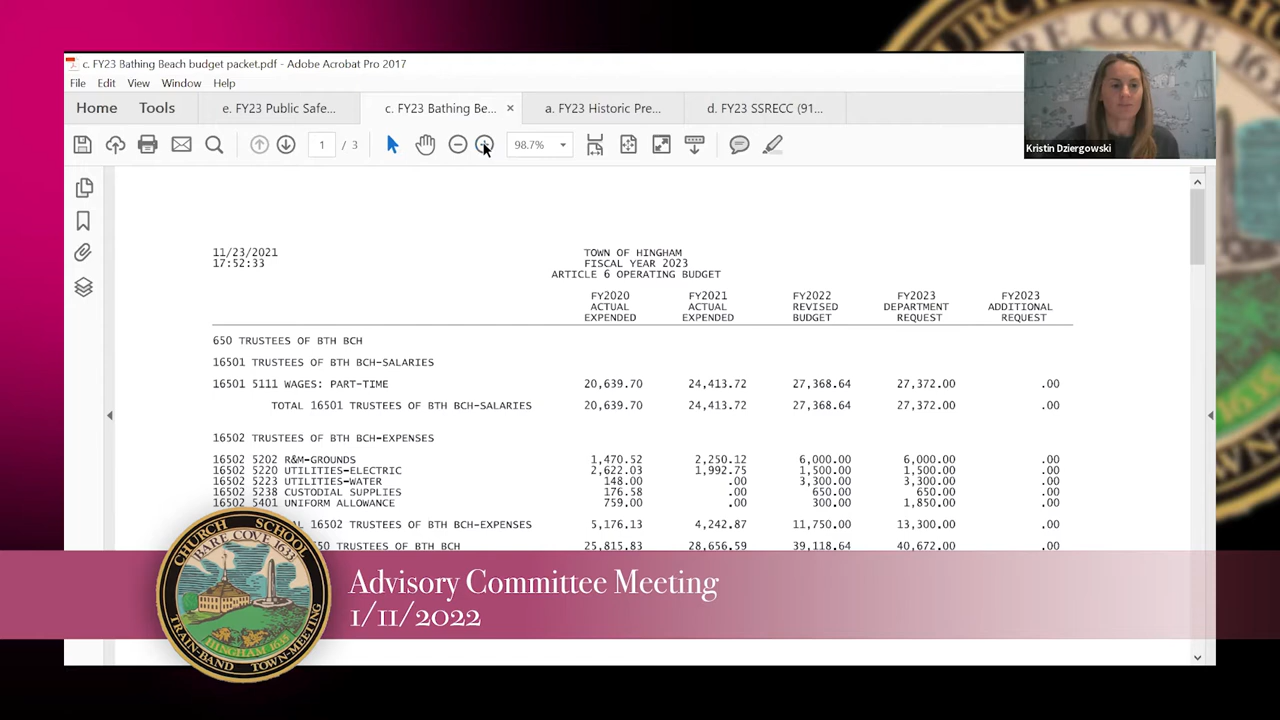 c. FY23 Bathing Beach budget packet.pdf - Adobe Acrobat Pro 2017
File Edit View Window Help
Home Tools e. FY23 Public Safe... c. FY23 Bathing Be... × a. FY23 Historic Pre... d. FY23 SSRECC (91...
1 / 3 98.7%
Kristin Dziergowski
11/23/2021 TOWN OF HINGHAM
17:52:33 FISCAL YEAR 2023
ARTICLE 6 OPERATING BUDGET
FY2020 FY2021 FY2022 FY2023 FY2023
ACTUAL ACTUAL REVISED DEPARTMENT ADDITIONAL
EXPENDED EXPENDED BUDGET REQUEST REQUEST
650 TRUSTEES OF BTH BCH
16501 TRUSTEES OF BTH BCH-SALARIES
16501 5111 WAGES: PART-TIME 20,639.70 24,413.72 27,368.64 27,372.00 .00
TOTAL 16501 TRUSTEES OF BTH BCH-SALARIES 20,639.70 24,413.72 27,368.64 27,372.00 .00
16502 TRUSTEES OF BTH BCH-EXPENSES
16502 5202 R&M-GROUNDS 1,470.52 2,250.12 6,000.00 6,000.00 .00
16502 5220 UTILITIES-ELECTRIC 2,622.03 1,992.75 1,500.00 1,500.00 .00
16502 5223 UTILITIES-WATER 148.00 .00 3,300.00 3,300.00 .00
16502 5238 CUSTODIAL SUPPLIES 176.58 .00 650.00 650.00 .00
16502 5401 UNIFORM ALLOWANCE 759.00 .00 300.00 1,850.00 .00
16502 TRUSTEES OF BTH BCH-EXPENSES 5,176.13 4,242.87 11,750.00 13,300.00 .00
TRUSTEES OF BTH BCH 25,815.83 28,656.59 39,118.64 40,672.00 .00
CHURCH SCHOOL
BARE COVE 1633
HINGHAM 1635
TRAIN-BAND TOWN-MEETING
Advisory Committee Meeting
1/11/2022